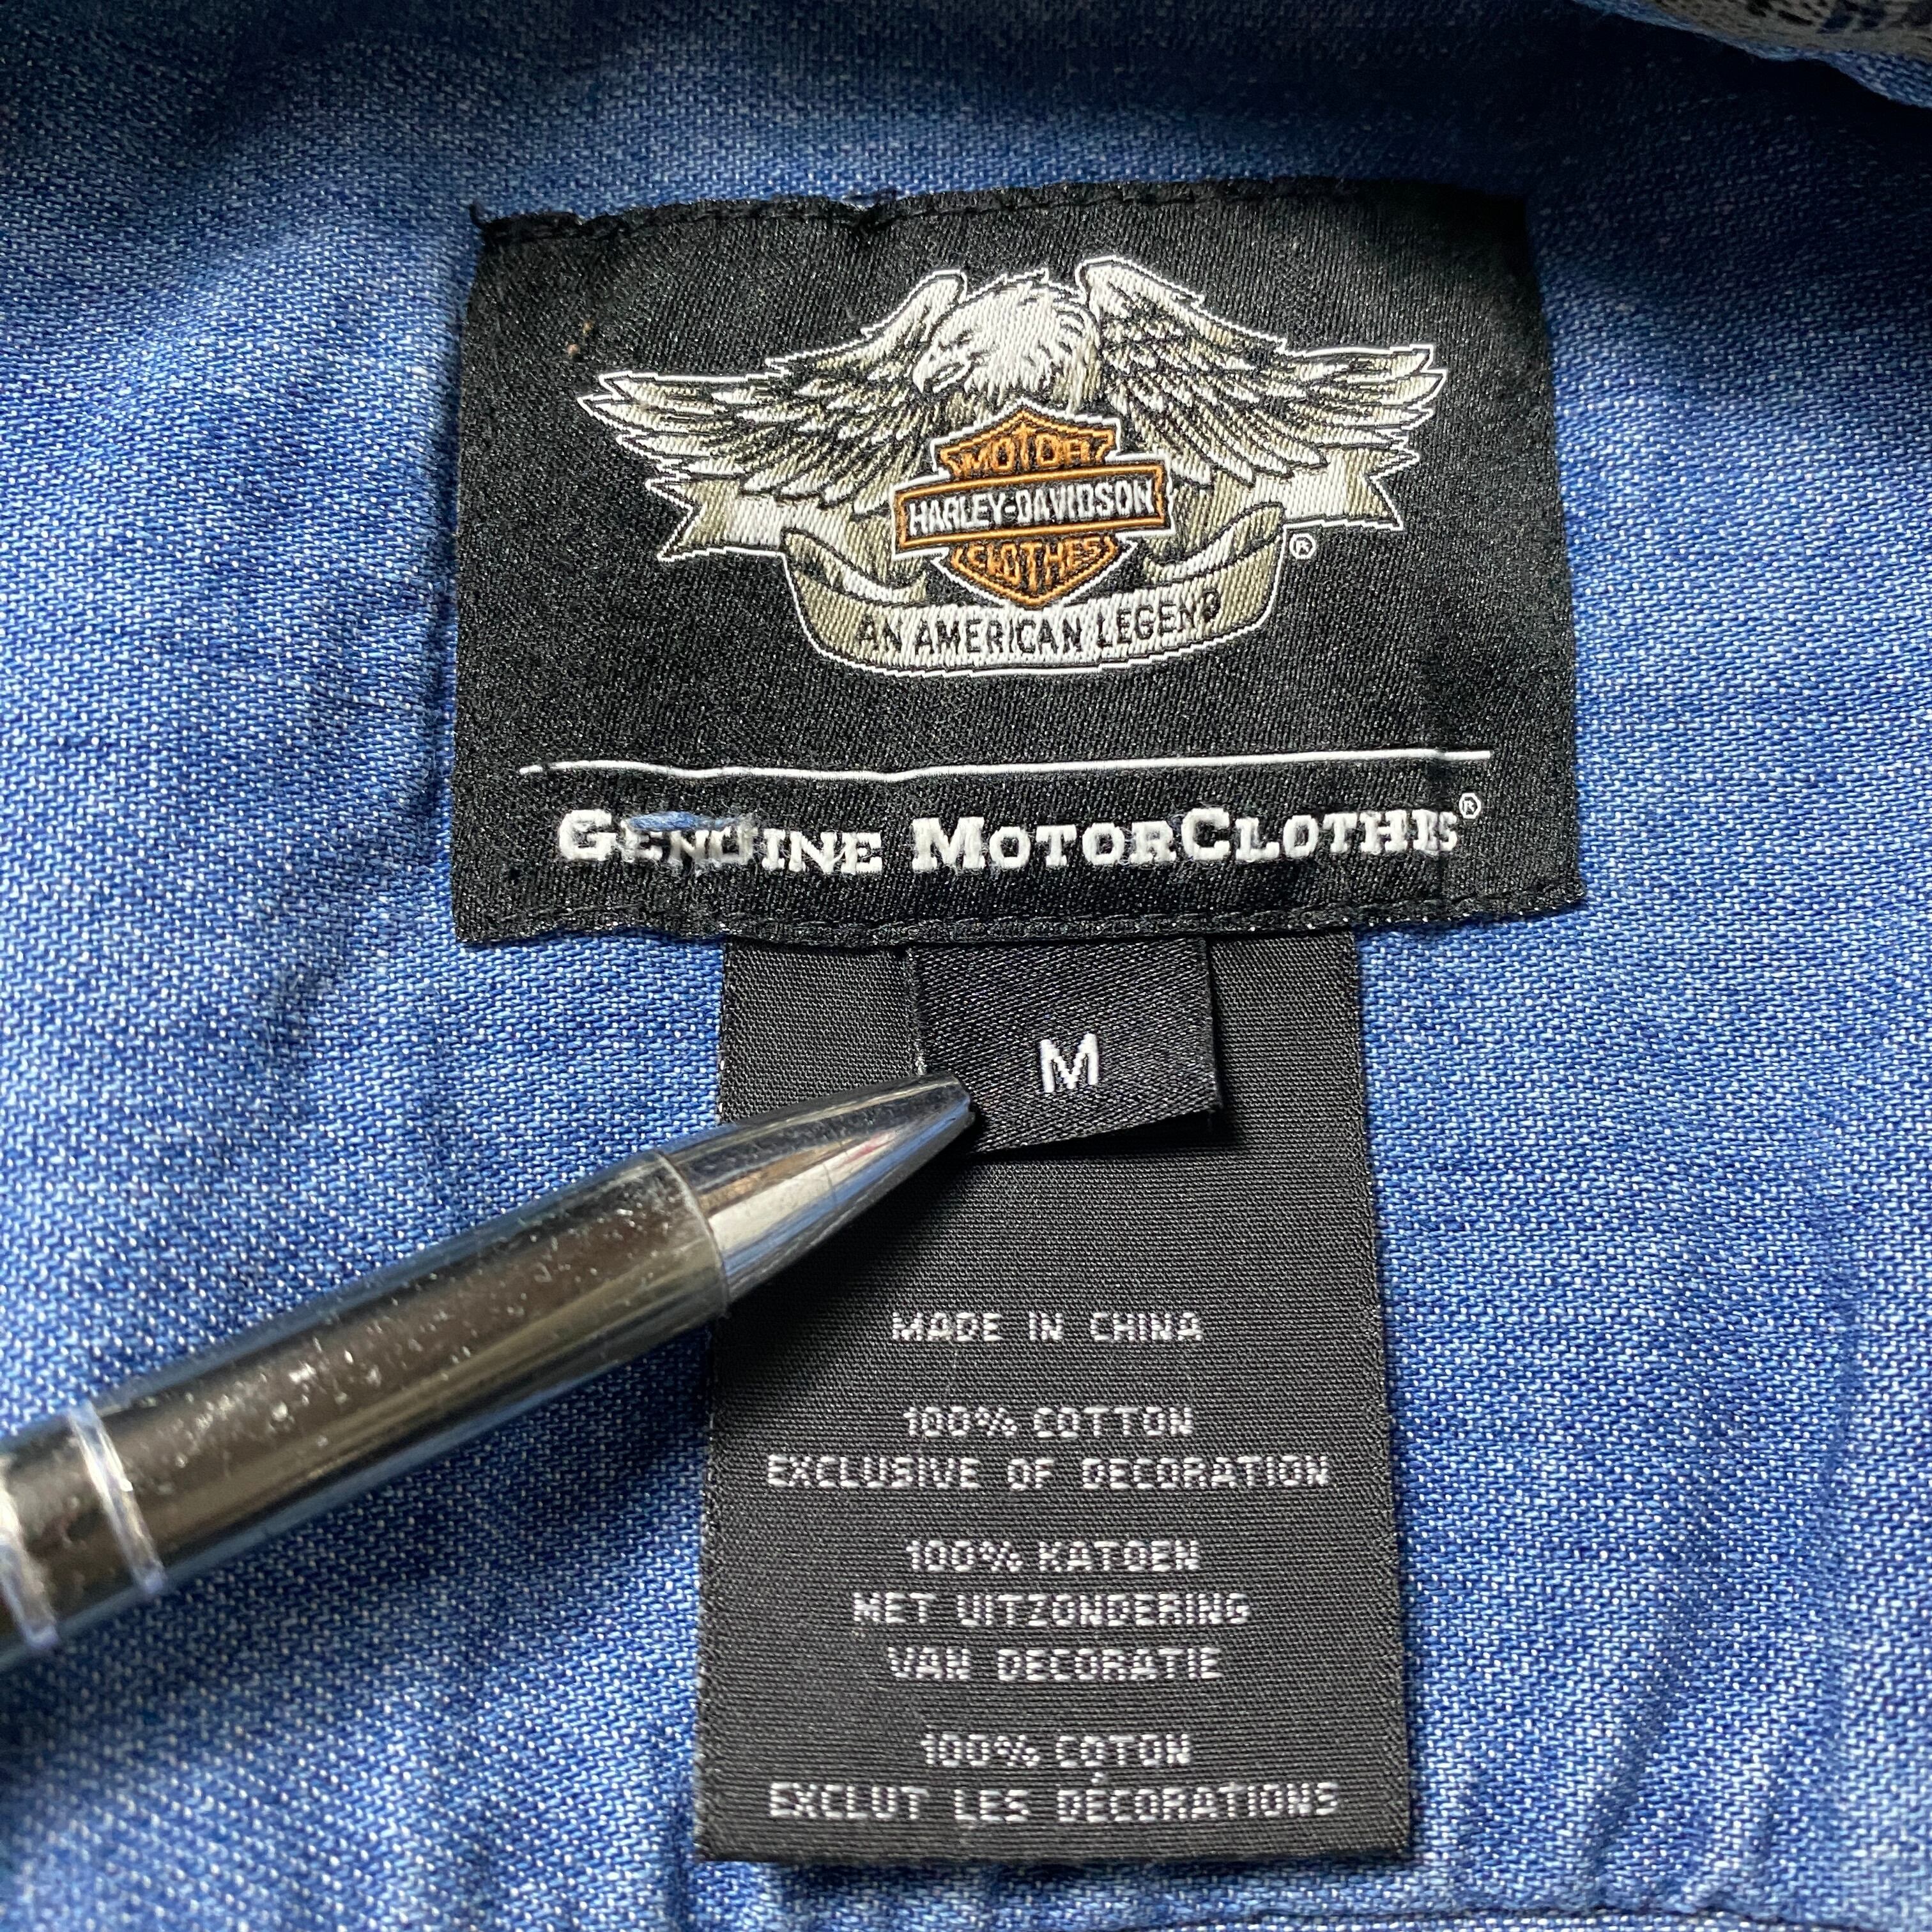 MOTOR
HARLEY-DAVIDSON
CLOTHES
®
AN AMERICAN LEGEND
GENUINE MOTORCLOTHES®
M
MADE IN CHINA
100% COTTON
EXCLUSIVE OF DECORATION
100% KATOEN
MET UITZONDERING
VAN DECORATIE
100% COTON
EXCLUT LES DÉCORATIONS